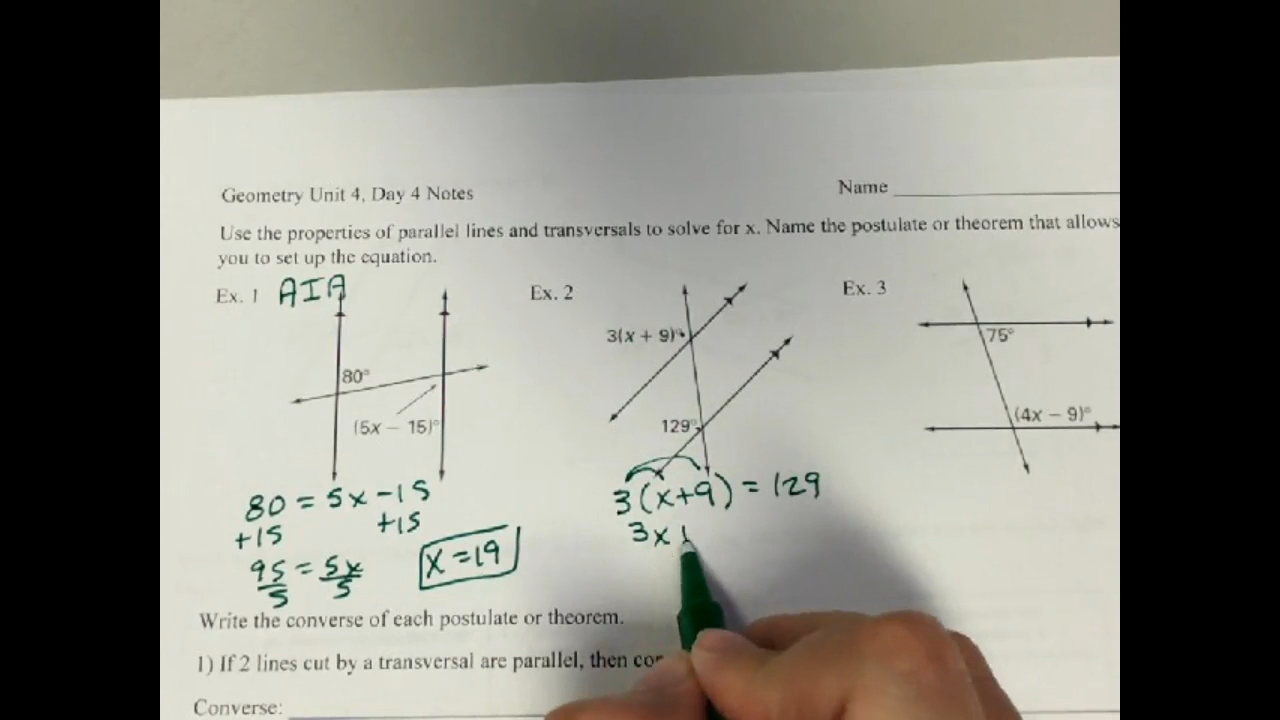 Geometry Unit 4, Day 4 Notes
Name
Use the properties of parallel lines and transversals to solve for x. Name the postulate or theorem that allows
you to set up the equation.
Ex. 1 AIA
Ex. 2
Ex. 3
3(x + 9)°
75°
80°
(5x − 15)°
129°
(4x − 9)°
80 = 5x - 15
+15 +15
95 = 5x
5 5
x = 19
3(x+9) = 129
3x
Write the converse of each postulate or theorem.
1) If 2 lines cut by a transversal are parallel, then
Converse: